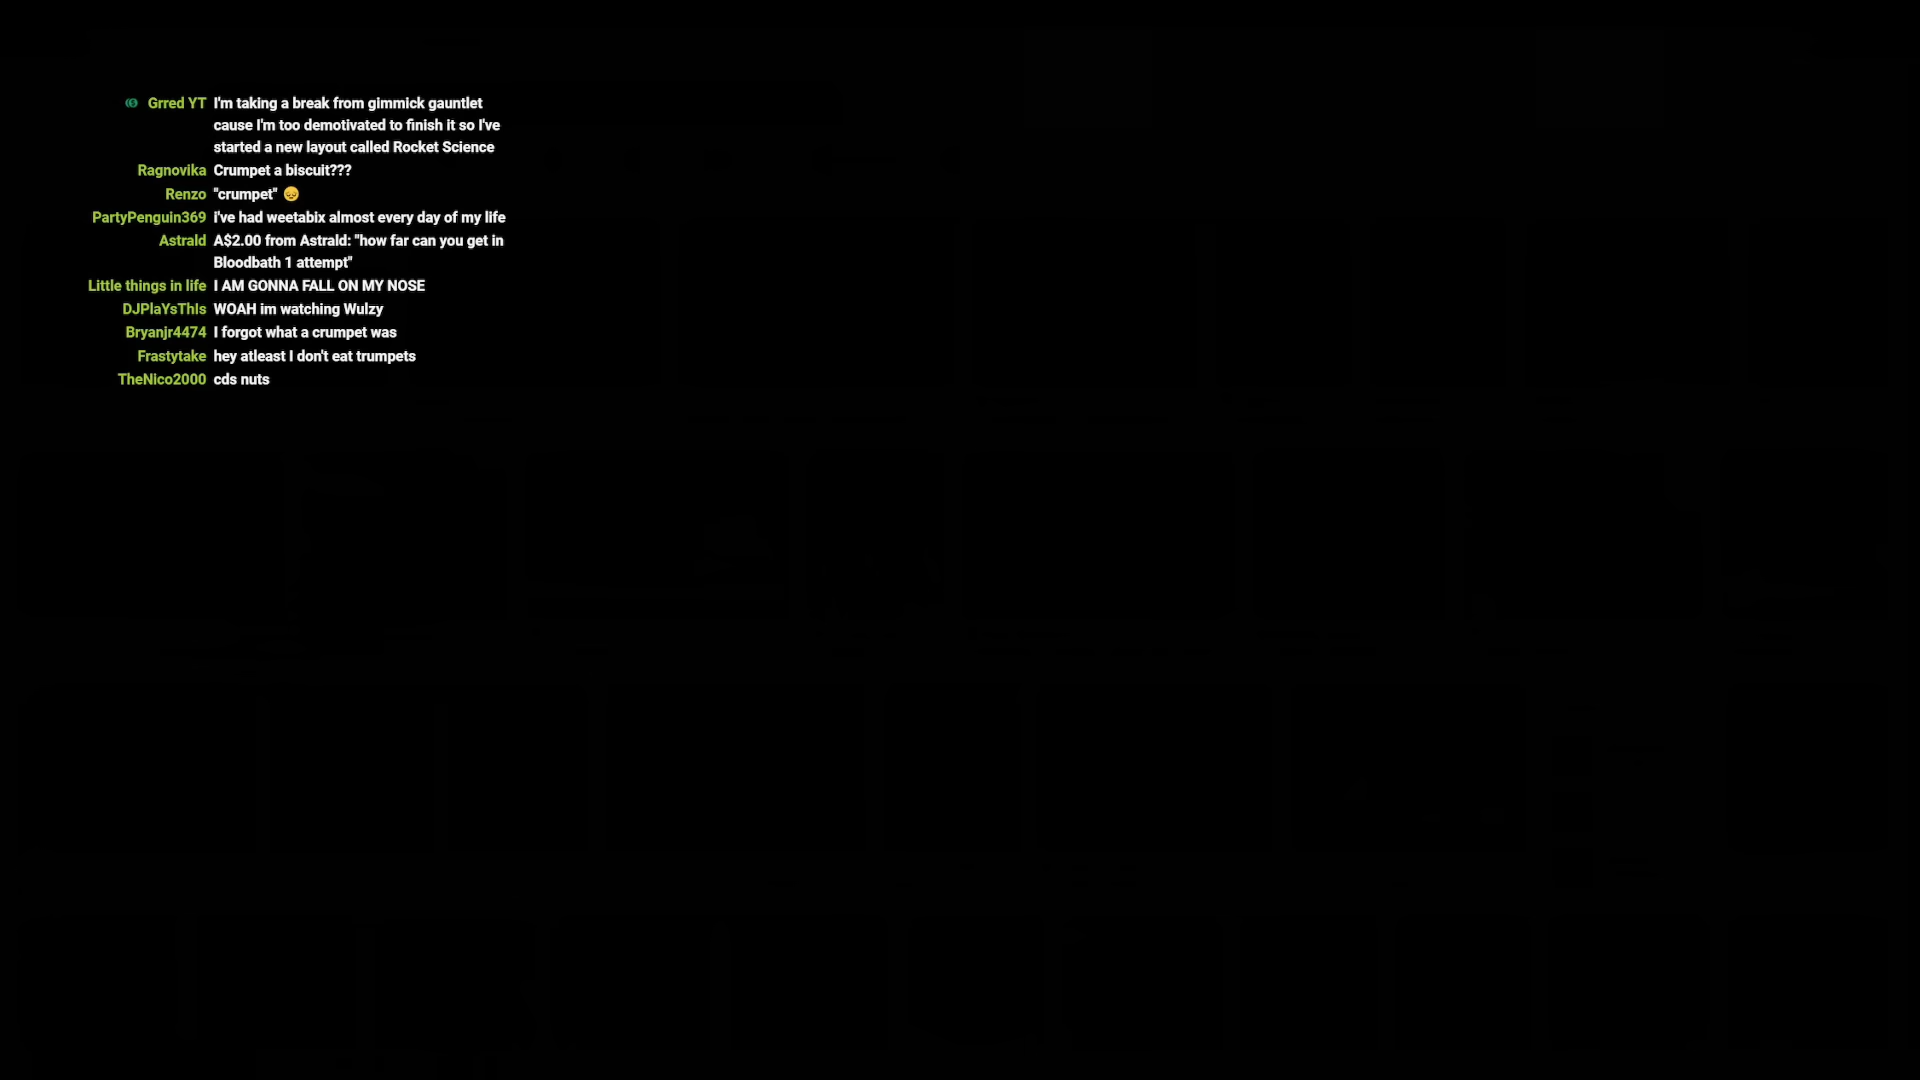 Grred YT I'm taking a break from gimmick gauntlet
cause I'm too demotivated to finish it so I've
started a new layout called Rocket Science
Ragnovika Crumpet a biscuit???
Renzo "crumpet" 😞
PartyPenguin369 i've had weetabix almost every day of my life
Astrald A$2.00 from Astrald: "how far can you get in
Bloodbath 1 attempt"
Little things in life I AM GONNA FALL ON MY NOSE
DJPlaYsThIs WOAH im watching Wulzy
Bryanjr4474 I forgot what a crumpet was
Frastytake hey atleast I don't eat trumpets
TheNico2000 cds nuts